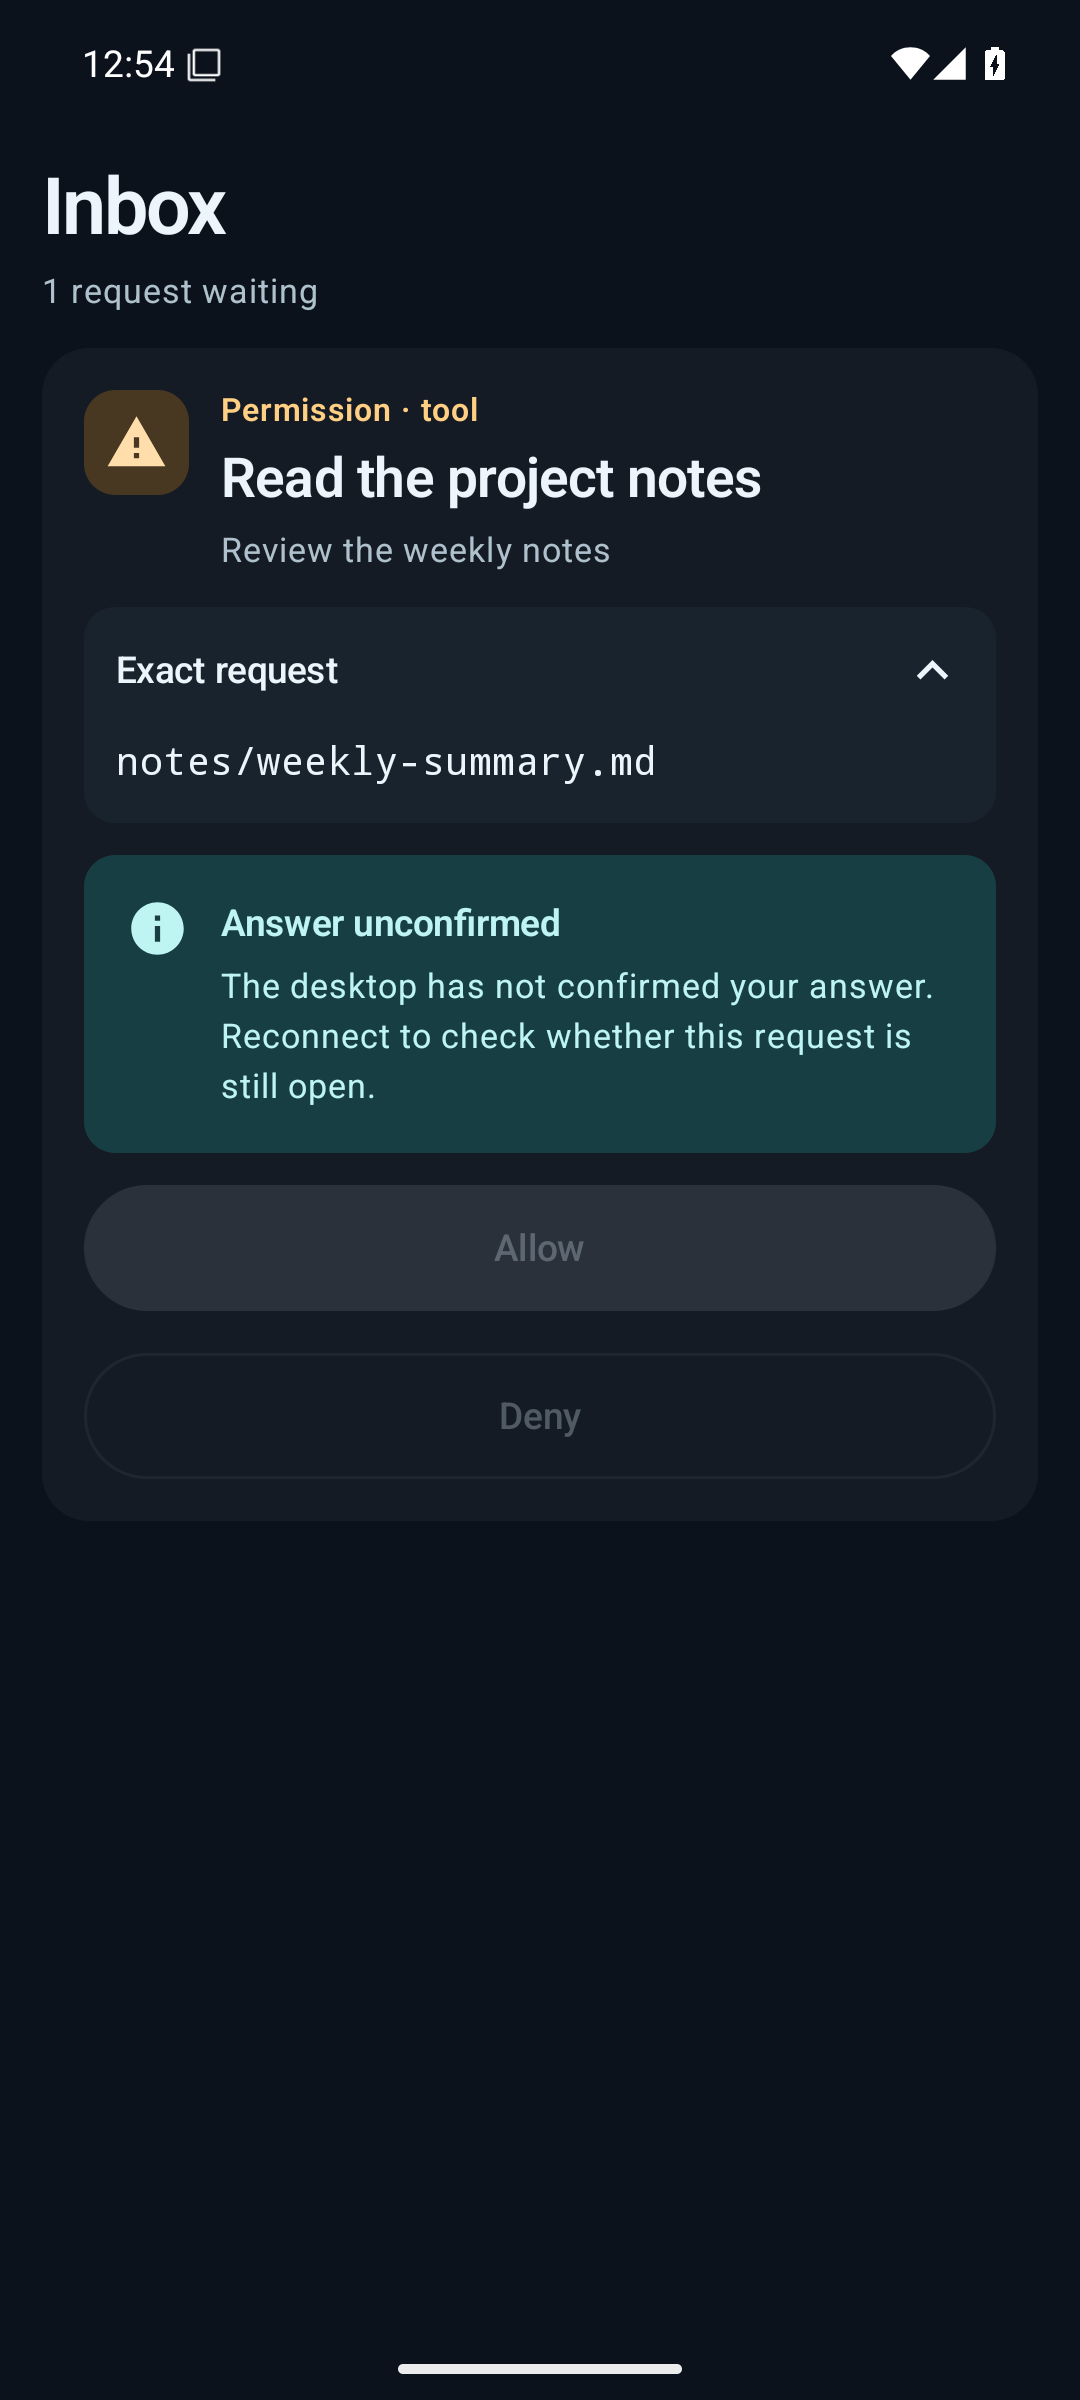 12:54
Inbox
1 request waiting
Permission · tool
Read the project notes
Review the weekly notes
Exact request
notes/weekly-summary.md
Answer unconfirmed
The desktop has not confirmed your answer.
Reconnect to check whether this request is
still open.
Allow
Deny